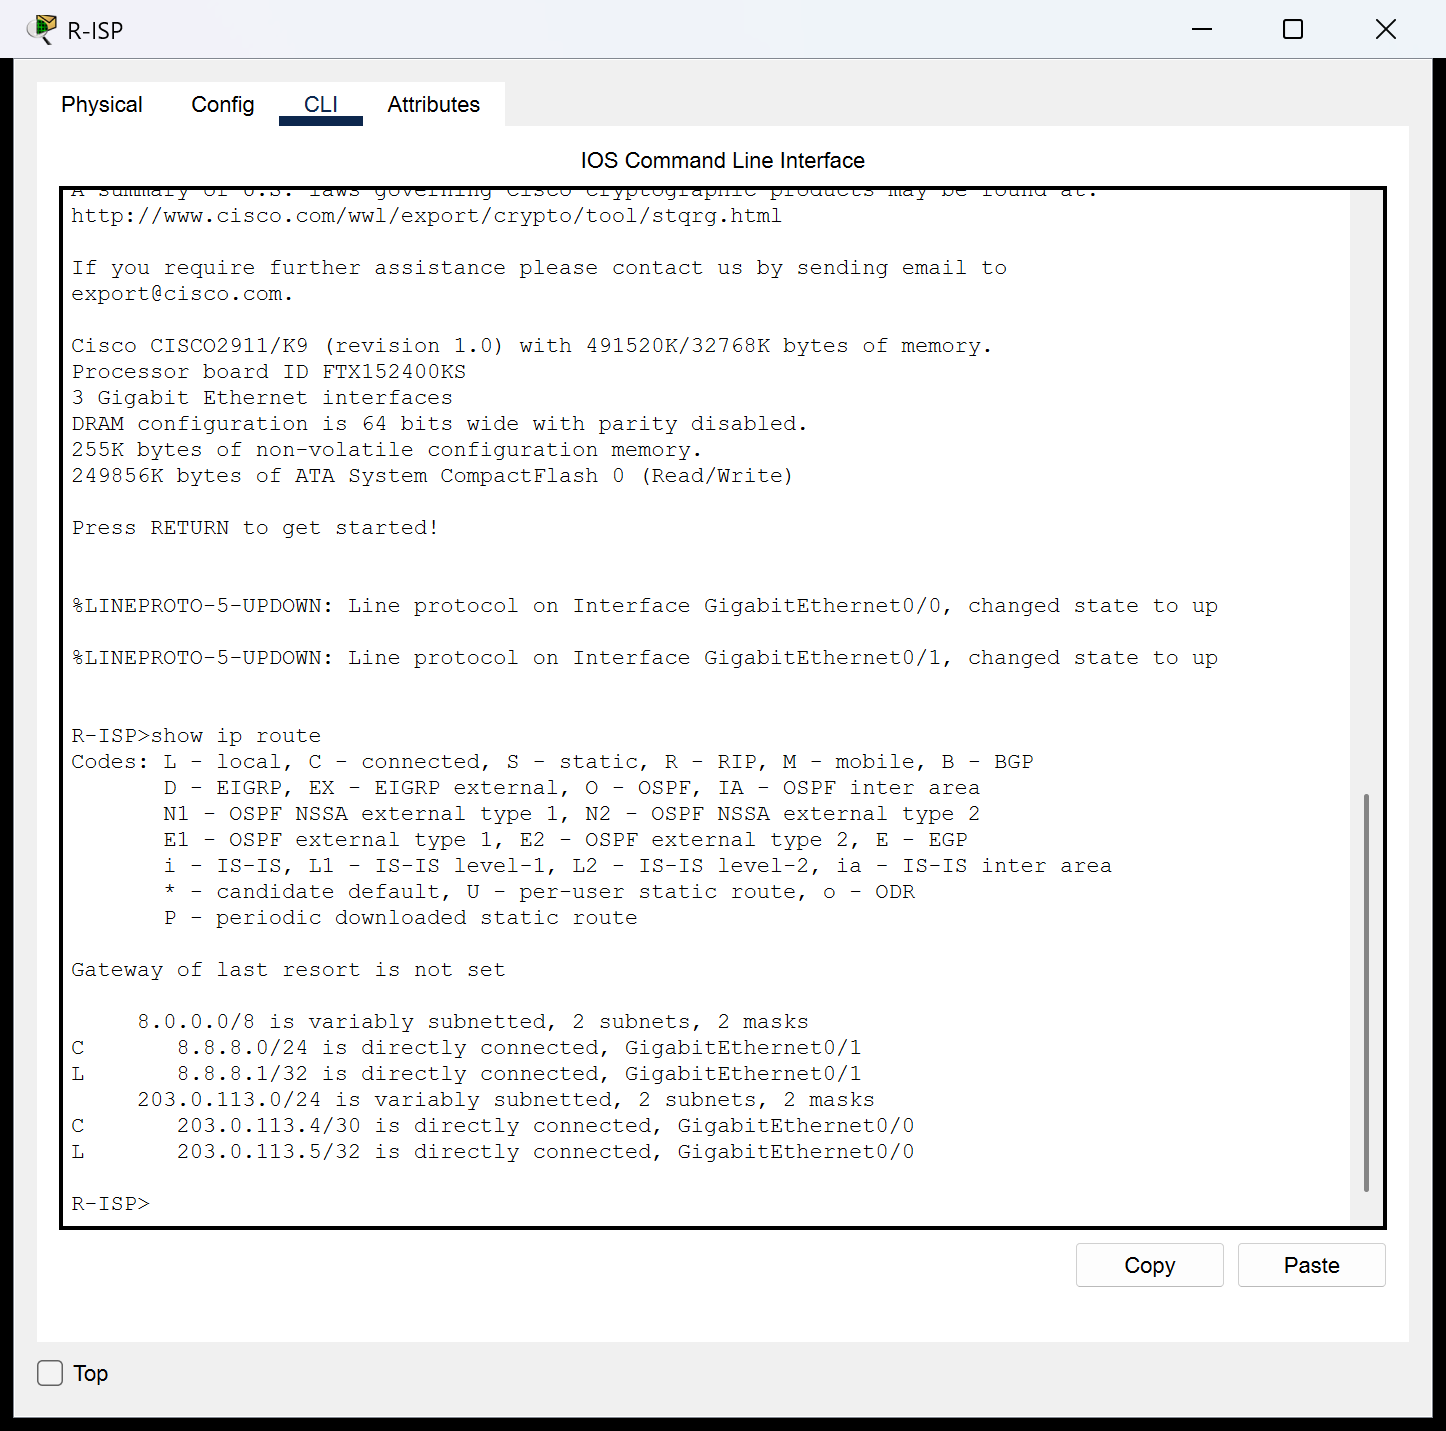 R-ISP
Physical Config CLI Attributes
IOS Command Line Interface
A summary of U.S. laws governing Cisco cryptographic products may be found at:
http://www.cisco.com/wwl/export/crypto/tool/stqrg.html
If you require further assistance please contact us by sending email to
export@cisco.com.
Cisco CISCO2911/K9 (revision 1.0) with 491520K/32768K bytes of memory.
Processor board ID FTX152400KS
3 Gigabit Ethernet interfaces
DRAM configuration is 64 bits wide with parity disabled.
255K bytes of non-volatile configuration memory.
249856K bytes of ATA System CompactFlash 0 (Read/Write)
Press RETURN to get started!
%LINEPROTO-5-UPDOWN: Line protocol on Interface GigabitEthernet0/0, changed state to up
%LINEPROTO-5-UPDOWN: Line protocol on Interface GigabitEthernet0/1, changed state to up
R-ISP>show ip route
Codes: L - local, C - connected, S - static, R - RIP, M - mobile, B - BGP
D - EIGRP, EX - EIGRP external, O - OSPF, IA - OSPF inter area
N1 - OSPF NSSA external type 1, N2 - OSPF NSSA external type 2
E1 - OSPF external type 1, E2 - OSPF external type 2, E - EGP
i - IS-IS, L1 - IS-IS level-1, L2 - IS-IS level-2, ia - IS-IS inter area
* - candidate default, U - per-user static route, o - ODR
P - periodic downloaded static route
Gateway of last resort is not set
8.0.0.0/8 is variably subnetted, 2 subnets, 2 masks
C 8.8.8.0/24 is directly connected, GigabitEthernet0/1
L 8.8.8.1/32 is directly connected, GigabitEthernet0/1
203.0.113.0/24 is variably subnetted, 2 subnets, 2 masks
C 203.0.113.4/30 is directly connected, GigabitEthernet0/0
L 203.0.113.5/32 is directly connected, GigabitEthernet0/0
R-ISP>
Copy Paste
Top